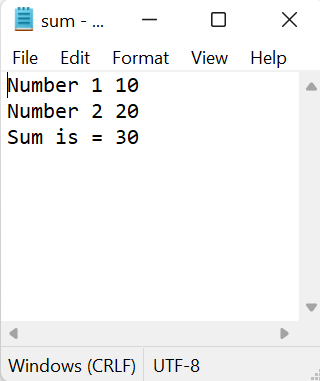 sum - ...
File Edit Format View Help
Number 1 10
Number 2 20
Sum is = 30
Windows (CRLF) UTF-8